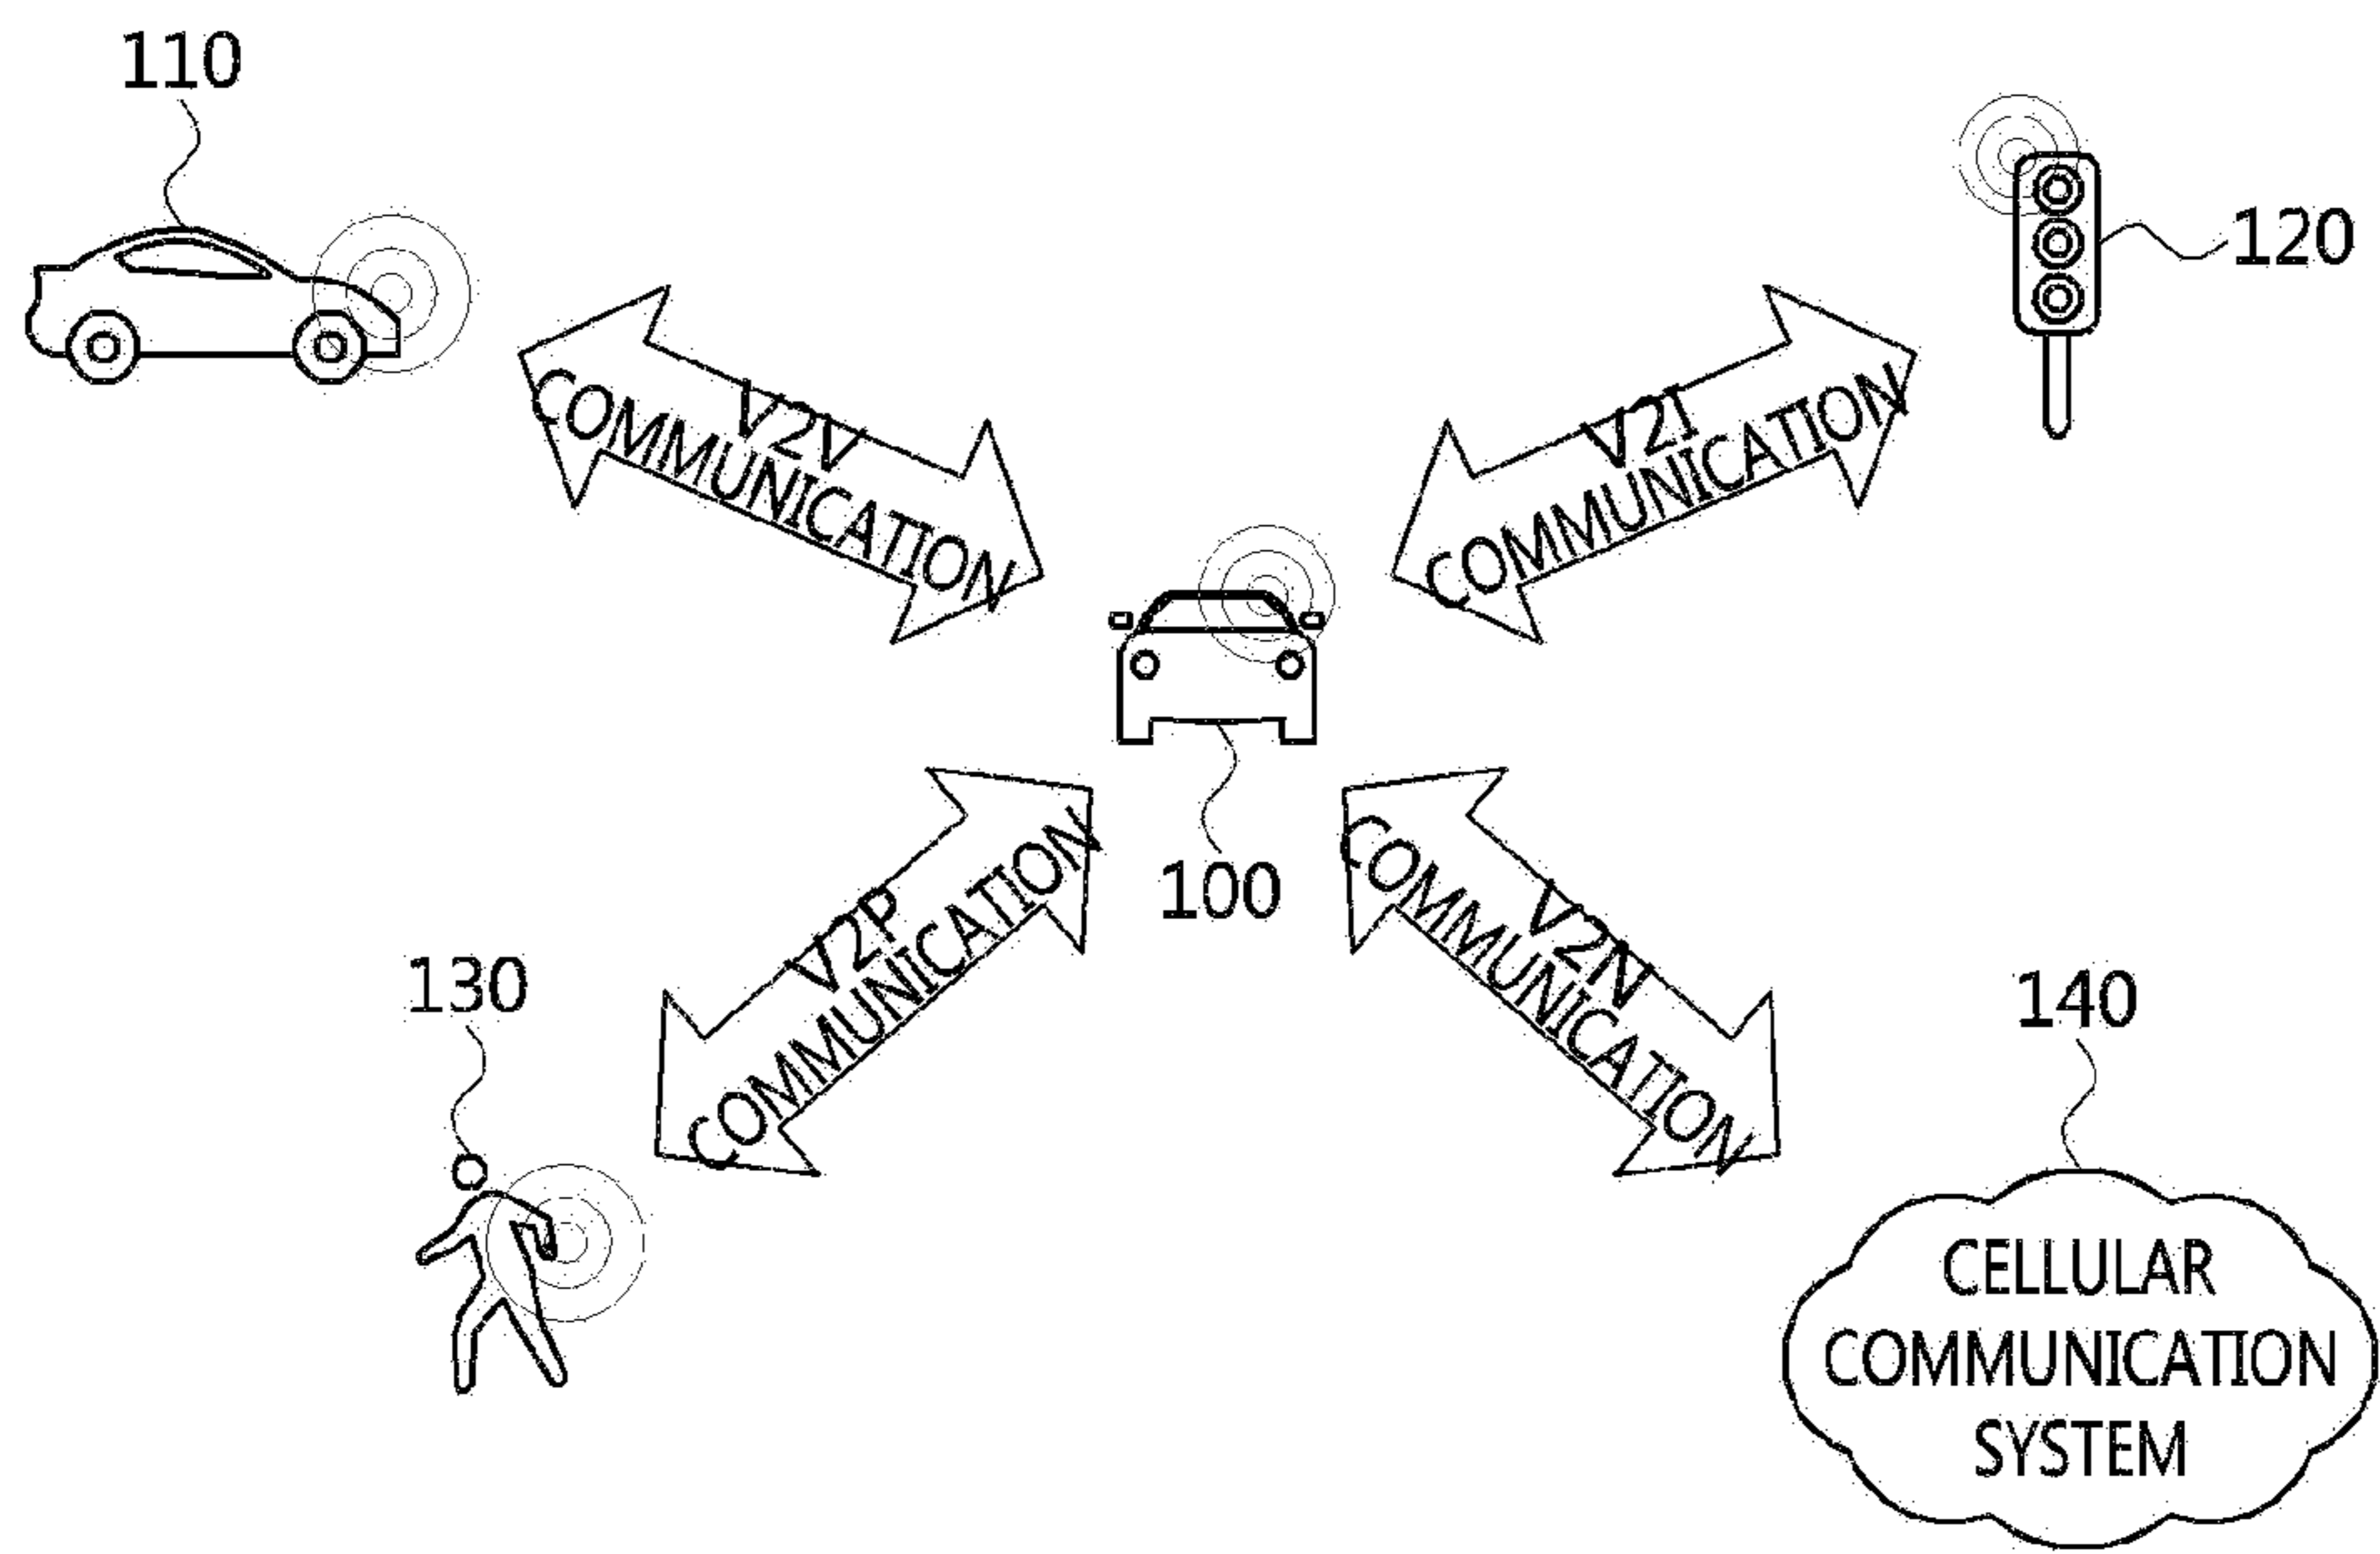 110
120
V2V
COMMUNICATION
V2I
COMMUNICATION
100
V2P
COMMUNICATION
V2N
COMMUNICATION
130
140
CELLULAR
COMMUNICATION
SYSTEM